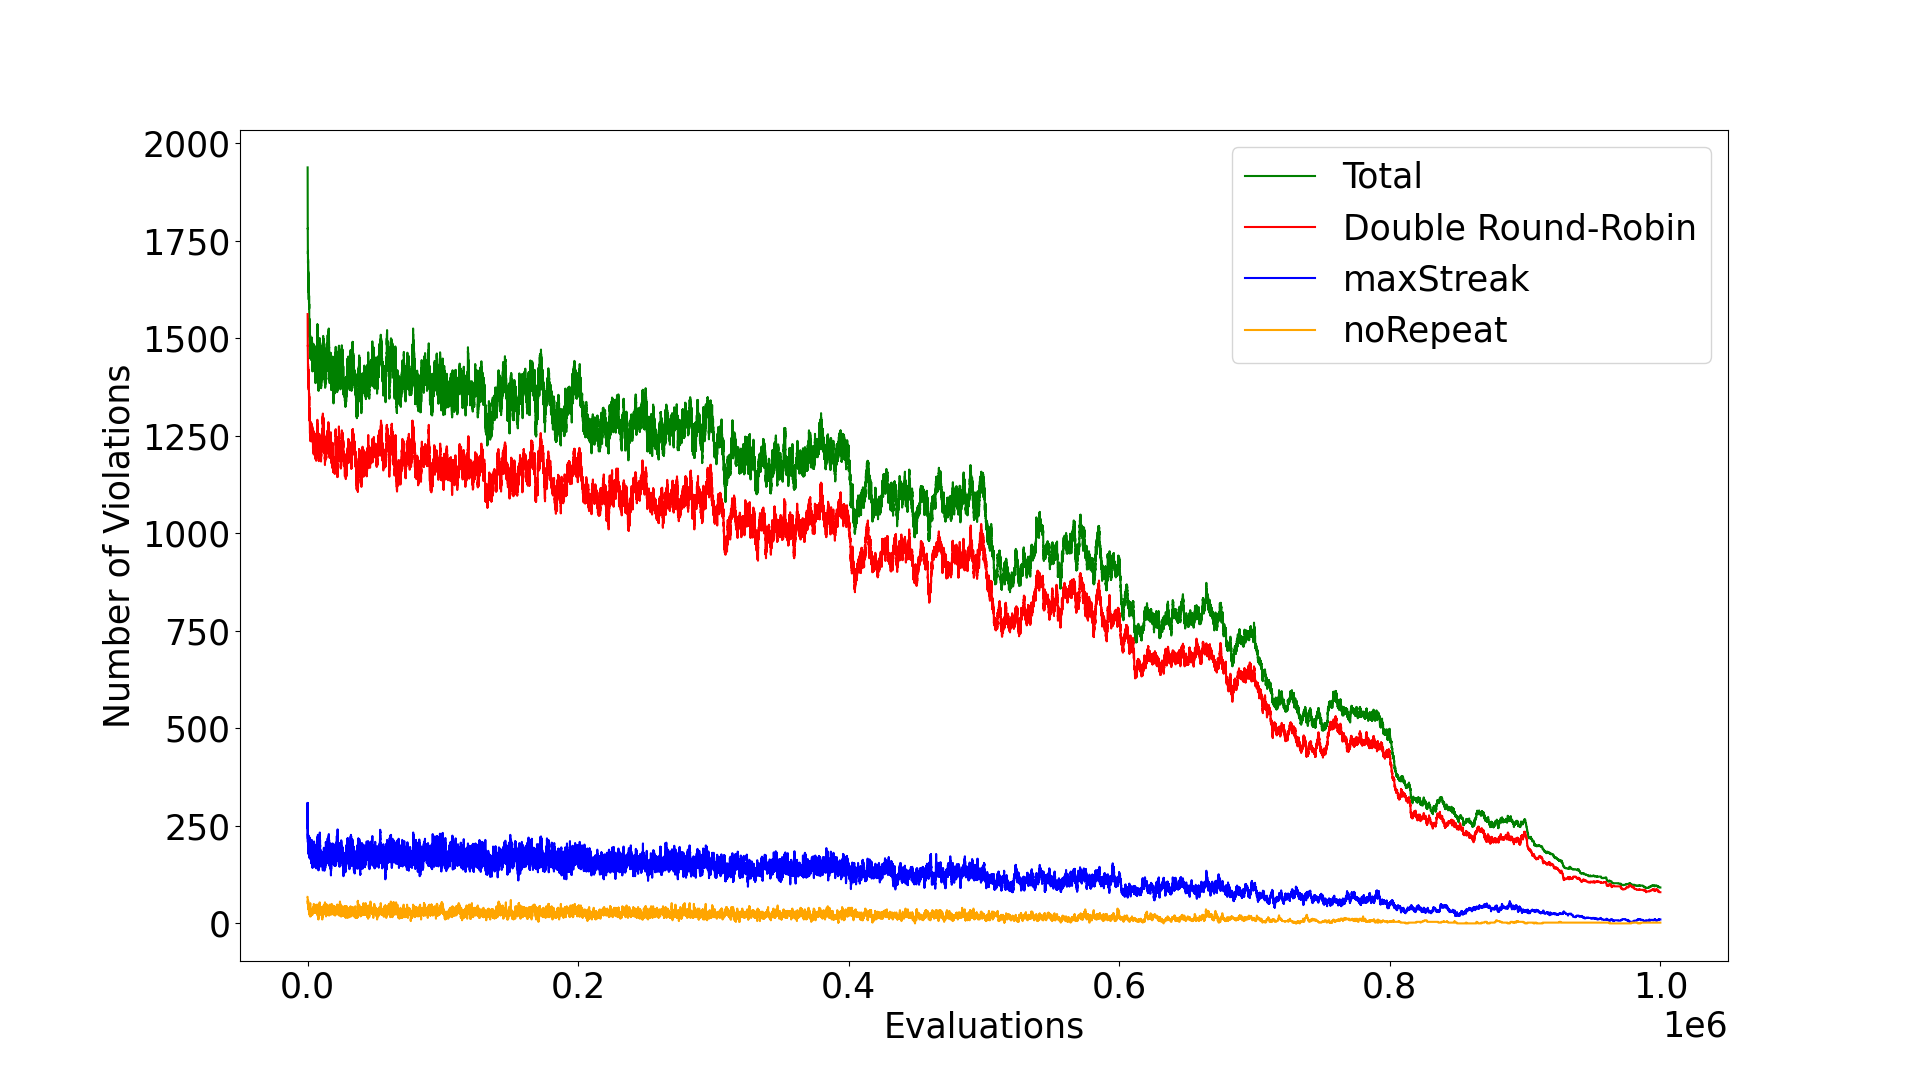 2000
1750
1500
1250
1000
750
500
250
0
Number of Violations
Total
Double Round-Robin
maxStreak
noRepeat
0.0 0.2 0.4 0.6 0.8 1.0
Evaluations
1e6